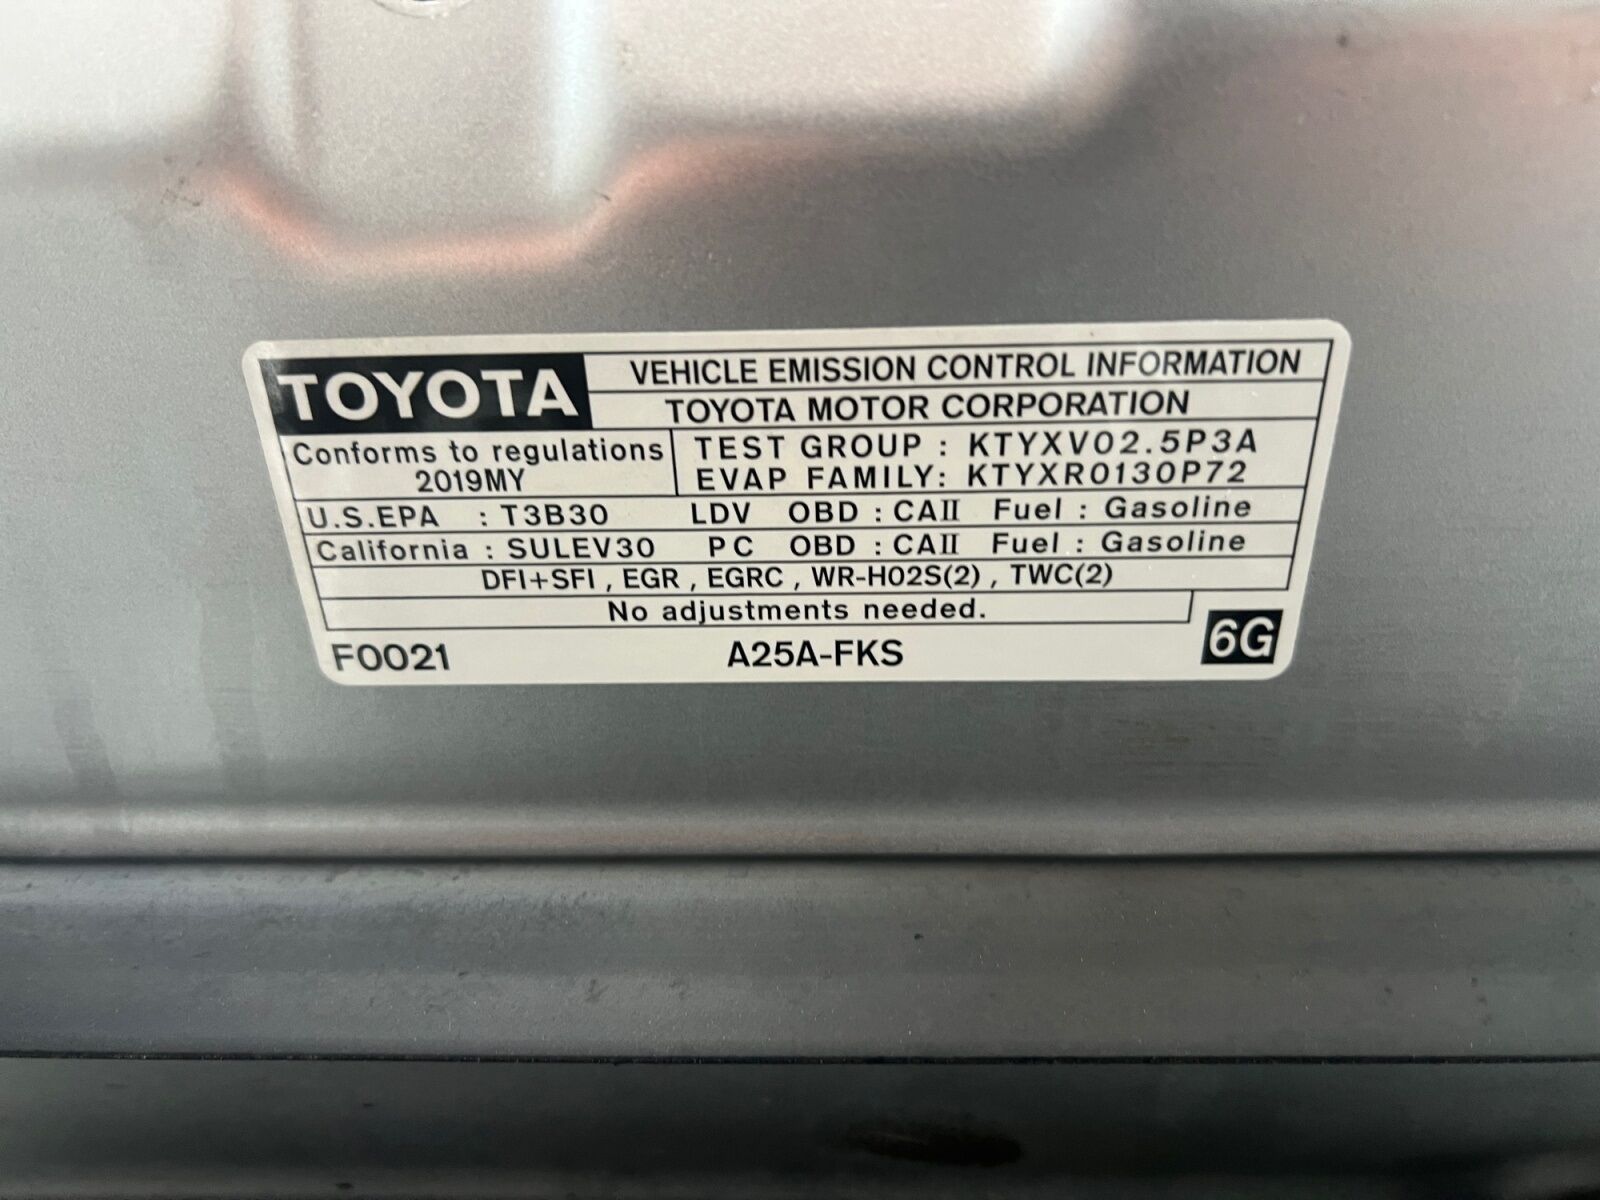 TOYOTA
VEHICLE EMISSION CONTROL INFORMATION
TOYOTA MOTOR CORPORATION
Conforms to regulations
2019MY
TEST GROUP : KTYXV02.5P3A
EVAP FAMILY: KTYXR0130P72
U.S.EPA : T3B30 LDV OBD : CAII Fuel : Gasoline
California : SULEV30 PC OBD : CAII Fuel : Gasoline
DFI+SFI , EGR , EGRC , WR-HO2S(2) , TWC(2)
No adjustments needed.
F0021 A25A-FKS 6G